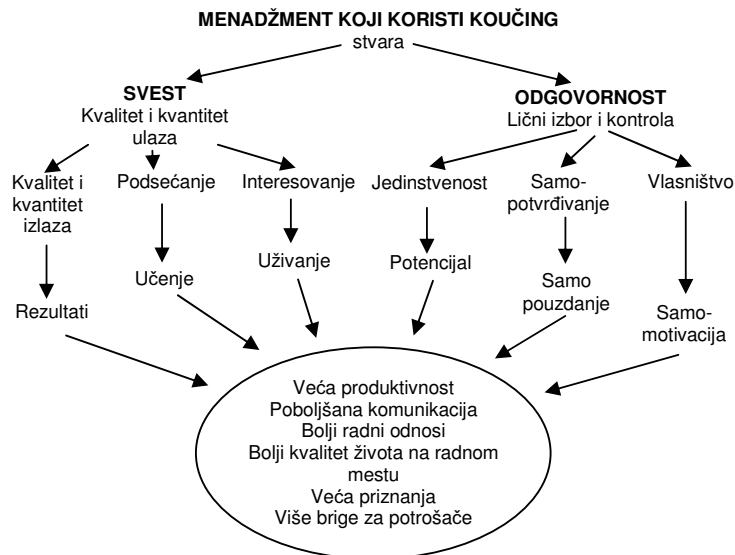 MENADŽMENT KOJI KORISTI KOUČING
stvara
SVEST
Kvalitet i kvantitet
ulaza
ODGOVORNOST
Lični izbor i kontrola
Kvalitet i
kvantitet
izlaza
Podsećanje
Interesovanje
Jedinstvenost
Samo-
potvrđivanje
Vlasništvo
Rezultati
Učenje
Uživanje
Potencijal
Samo
pouzdanje
Samo-
motivacija
Veća produktivnost
Poboljšana komunikacija
Bolji radni odnosi
Bolji kvalitet života na radnom
mestu
Veća priznanja
Više brige za potrošače